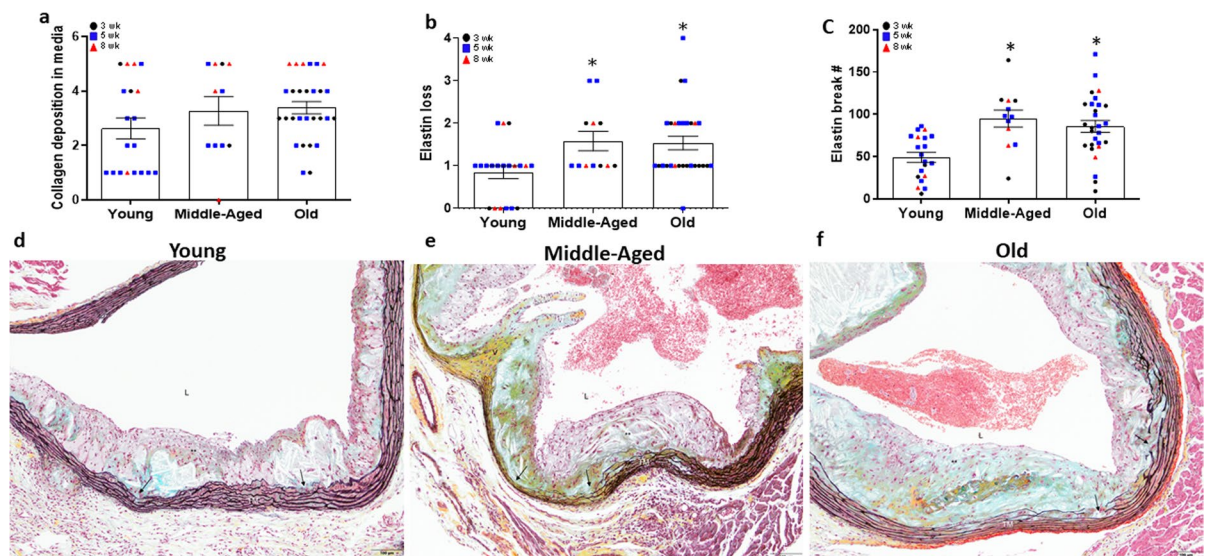 a
3 wk
5 wk
8 wk
Collagen deposition in media
6
4
2
0
Young
Middle-Aged
Old
b
3 wk
5 wk
8 wk
Elastin loss
4
3
2
1
0
*
*
Young
Middle-Aged
Old
C
3 wk
5 wk
8 wk
Elastin break #
200
150
100
50
0
*
*
Young
Middle-Aged
Old
d
Young
L
e
Middle-Aged
L
f
Old
L
**